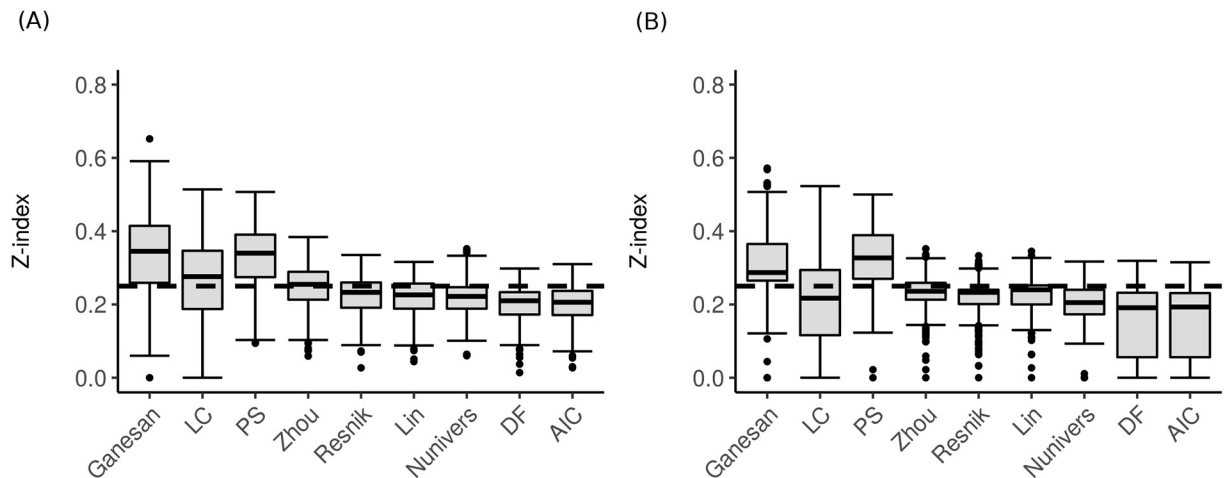 (A)
Z-index
0.8
0.6
0.4
0.2
0.0
Ganesan
LC
PS
Zhou
Resnik
Lin
Nunivers
DF
AIC
(B)
Z-index
0.8
0.6
0.4
0.2
0.0
Ganesan
LC
PS
Zhou
Resnik
Lin
Nunivers
DF
AIC